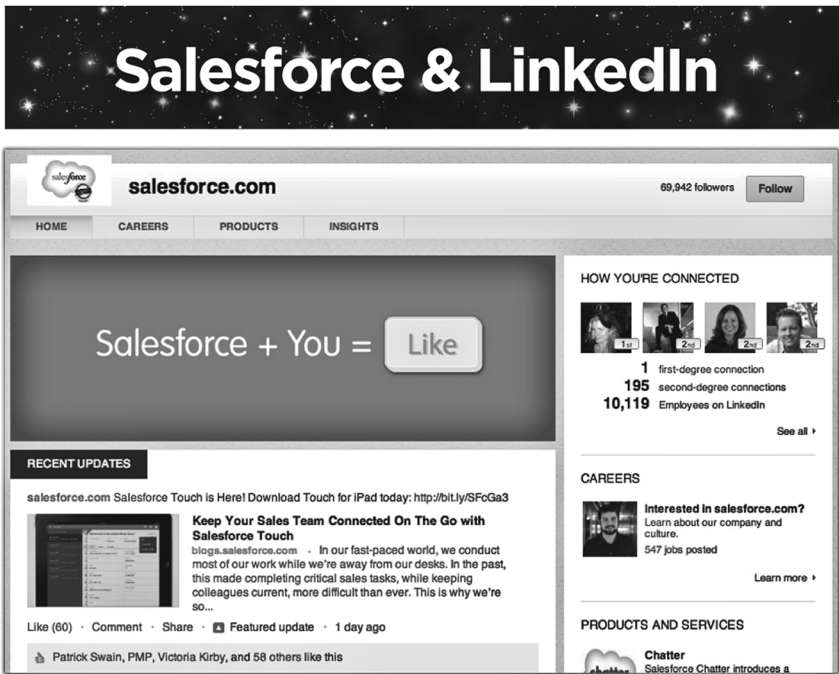 Salesforce & LinkedIn
salesforce
salesforce.com
69,942 followers
Follow
HOME
CAREERS
PRODUCTS
INSIGHTS
Salesforce + You = Like
HOW YOU'RE CONNECTED
1st
2nd
2nd
2nd
1 first-degree connection
195 second-degree connections
10,119 Employees on LinkedIn
See all
RECENT UPDATES
salesforce.com Salesforce Touch is Here! Download Touch for iPad today: http://bit.ly/SFcGa3
Keep Your Sales Team Connected On The Go with
Salesforce Touch
blogs.salesforce.com · In our fast-paced world, we conduct
most of our work while we're away from our desks. In the past,
this made completing critical sales tasks, while keeping
colleagues current, more difficult than ever. This is why we're
so...
Like (60) · Comment · Share · Featured update · 1 day ago
Patrick Swain, PMP, Victoria Kirby, and 58 others like this
CAREERS
Interested in salesforce.com?
Learn about our company and
culture.
547 jobs posted
Learn more
PRODUCTS AND SERVICES
chatter
Chatter
Salesforce Chatter introduces a